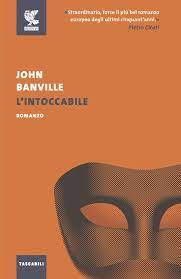 «Straordinario, forse il più bel romanzo
europeo degli ultimi cinquant'anni.»
Pietro Citati
JOHN
BANVILLE
L'INTOCCABILE
ROMANZO
TASCABILI